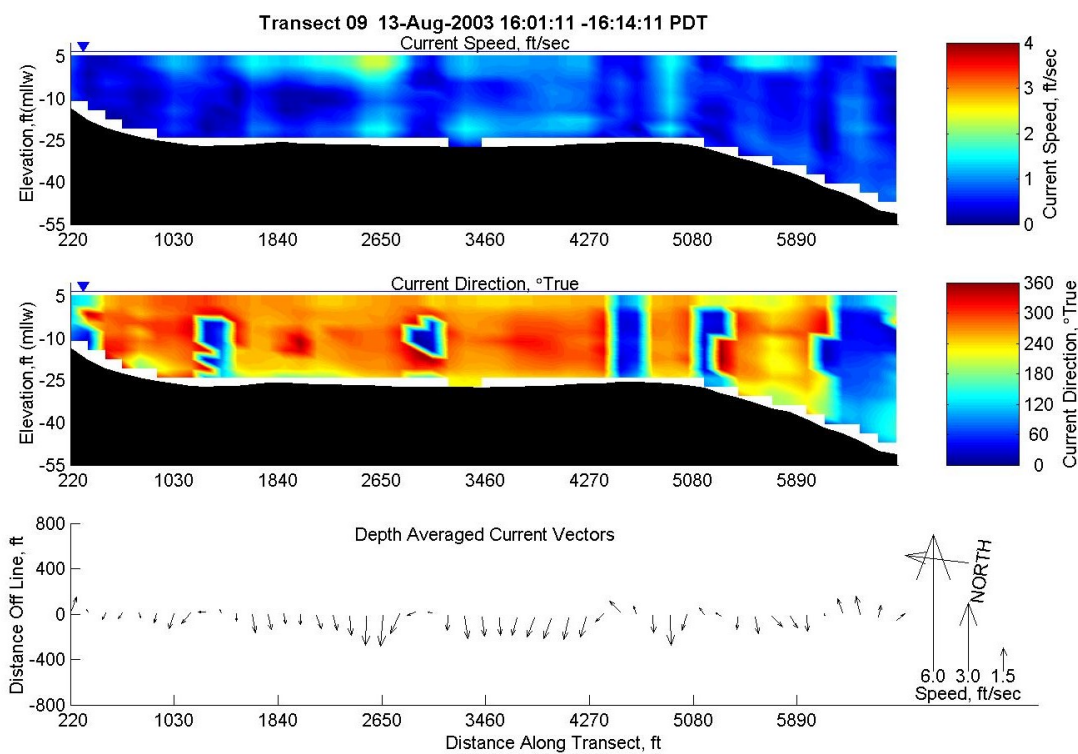 Transect 09 13-Aug-2003 16:01:11 -16:14:11 PDT
Current Speed, ft/sec
Elevation,ft(mllw)
5
-10
-25
-40
-55
220 1030 1840 2650 3460 4270 5080 5890
4
3
2
1
0
Current Speed, ft/sec
Current Direction, °True
Elevation,ft (mllw)
5
-10
-25
-40
-55
220 1030 1840 2650 3460 4270 5080 5890
360
300
240
180
120
60
0
Current Direction, °True
Depth Averaged Current Vectors
Distance Off Line, ft
800
400
0
-400
-800
220 1030 1840 2650 3460 4270 5080 5890
Distance Along Transect, ft
NORTH
6.0 3.0 1.5
Speed, ft/sec